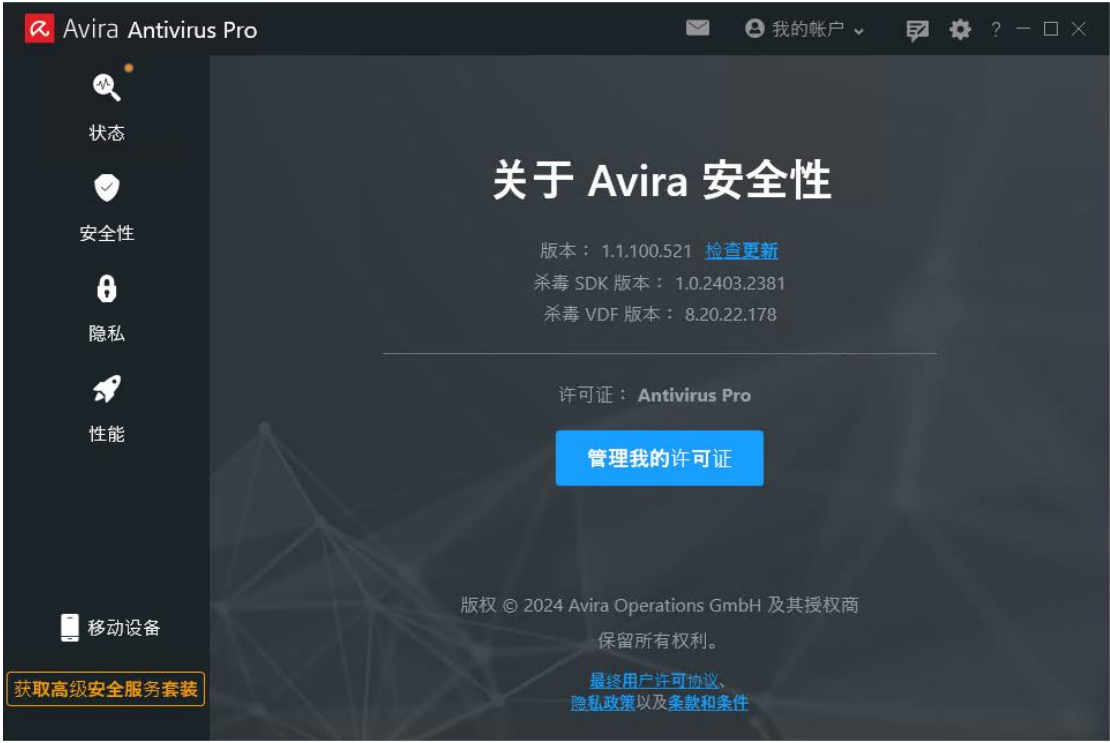 Avira Antivirus Pro
我的帐户
?
状态
安全性
隐私
性能
移动设备
获取高级安全服务套装
关于 Avira 安全性
版本： 1.1.100.521 检查更新
杀毒 SDK 版本： 1.0.2403.2381
杀毒 VDF 版本： 8.20.22.178
许可证： Antivirus Pro
管理我的许可证
版权 © 2024 Avira Operations GmbH 及其授权商
保留所有权利。
最终用户许可协议、
隐私政策以及条款和条件